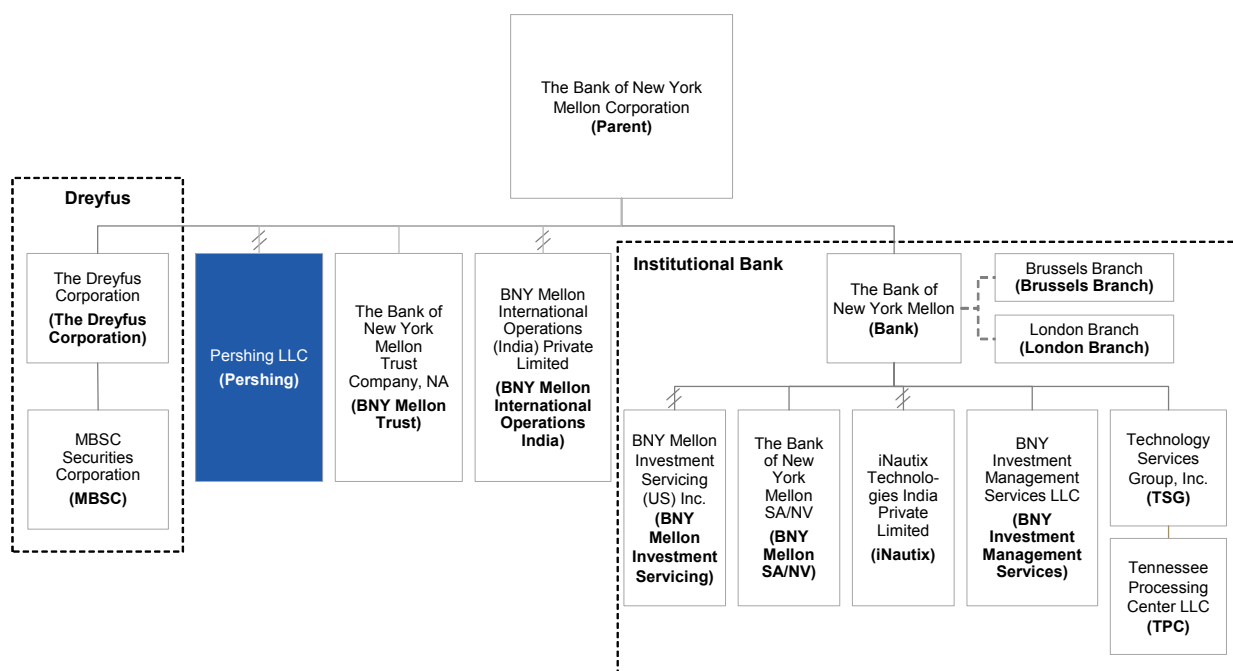 The Bank of New York
Mellon Corporation
(Parent)
Dreyfus
The Dreyfus
Corporation
(The Dreyfus
Corporation)
MBSC
Securities
Corporation
(MBSC)
Pershing LLC
(Pershing)
The Bank of
New York
Mellon
Trust
Company, NA
(BNY Mellon
Trust)
BNY Mellon
International
Operations
(India) Private
Limited
(BNY Mellon
International
Operations
India)
Institutional Bank
The Bank of
New York Mellon
(Bank)
Brussels Branch
(Brussels Branch)
London Branch
(London Branch)
BNY Mellon
Investment
Servicing
(US) Inc.
(BNY
Mellon
Investment
Servicing)
The Bank
of New
York
Mellon
SA/NV
(BNY
Mellon
SA/NV)
iNautix
Technolo-
gies India
Private
Limited
(iNautix)
BNY
Investment
Management
Services LLC
(BNY
Investment
Management
Services)
Technology
Services
Group, Inc.
(TSG)
Tennessee
Processing
Center LLC
(TPC)